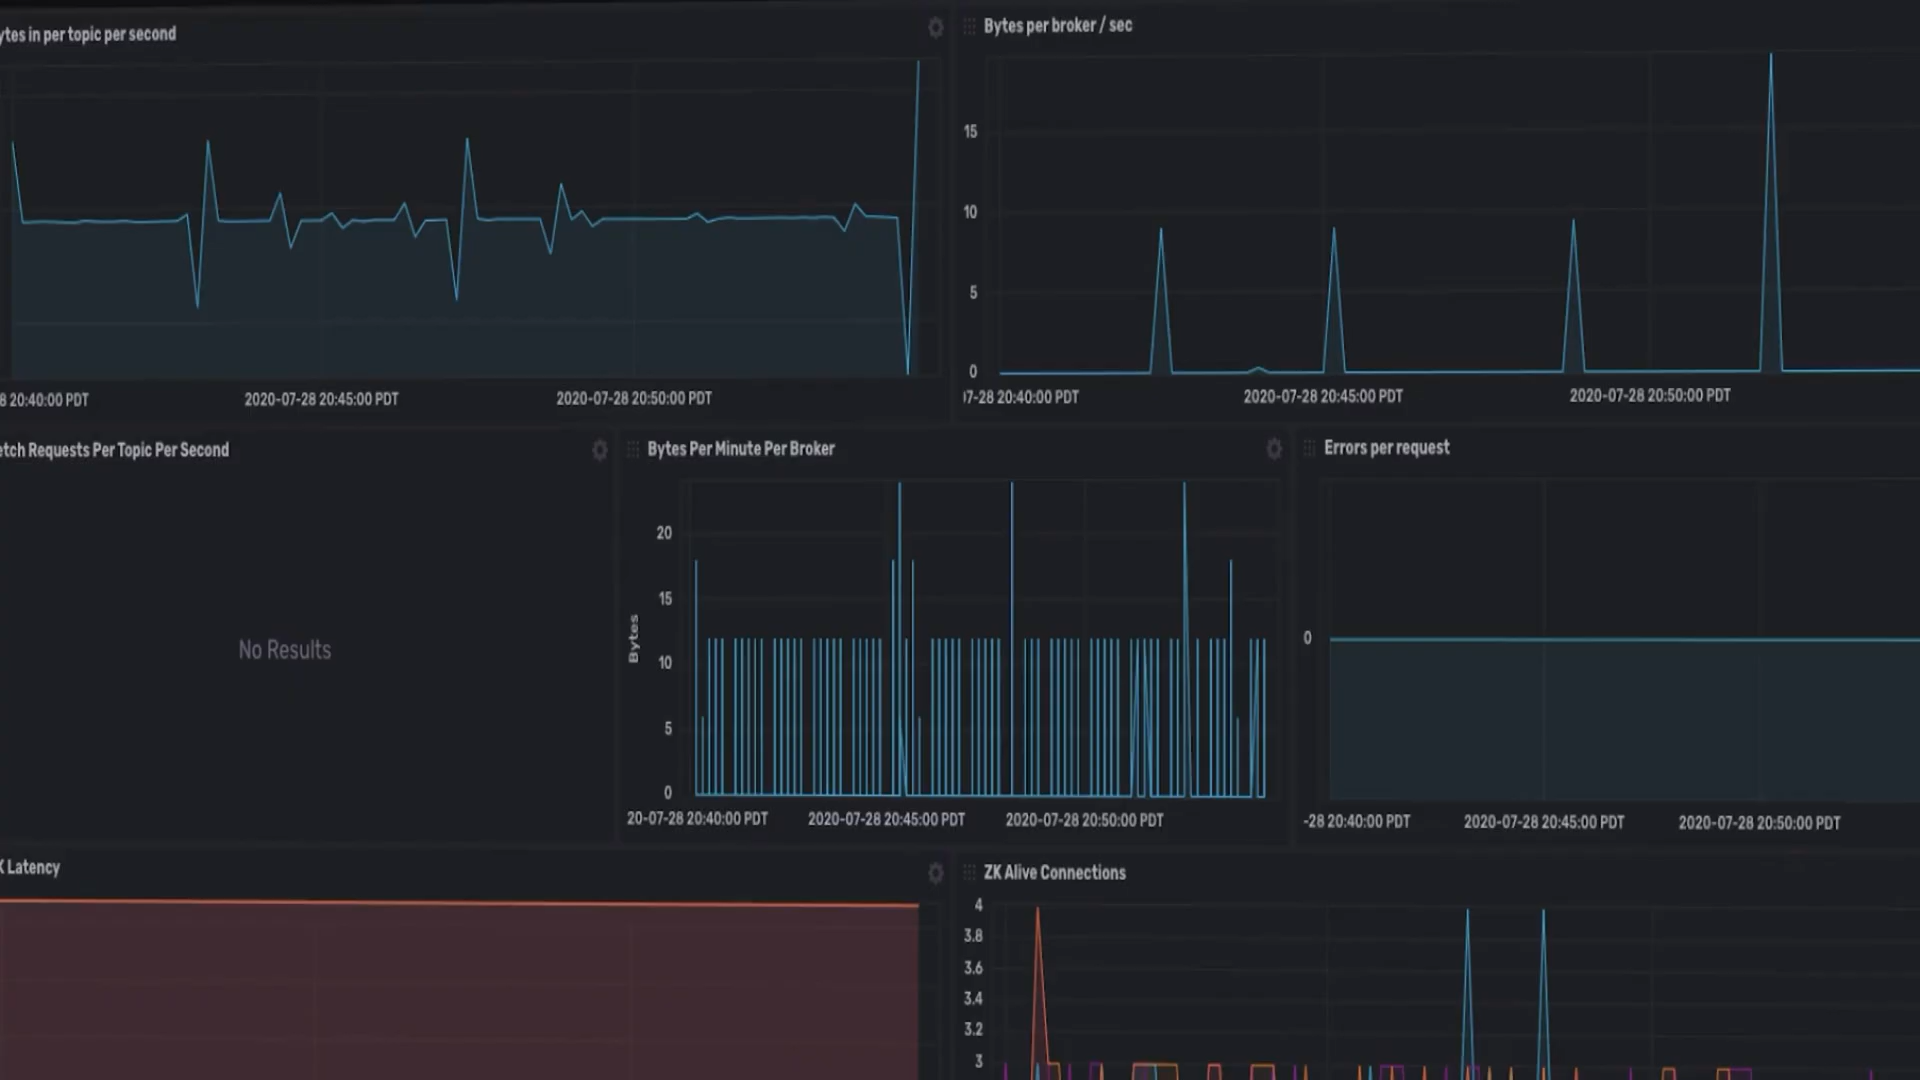 ytes in per topic per second
8 20:40:00 PDT
2020-07-28 20:45:00 PDT
2020-07-28 20:50:00 PDT
Bytes per broker / sec
15
10
5
0
7-28 20:40:00 PDT
2020-07-28 20:45:00 PDT
2020-07-28 20:50:00 PDT
etch Requests Per Topic Per Second
No Results
Bytes Per Minute Per Broker
Bytes
20
15
10
5
0
20-07-28 20:40:00 PDT
2020-07-28 20:45:00 PDT
2020-07-28 20:50:00 PDT
Errors per request
0
-28 20:40:00 PDT
2020-07-28 20:45:00 PDT
2020-07-28 20:50:00 PDT
K Latency
ZK Alive Connections
4
3.8
3.6
3.4
3.2
3